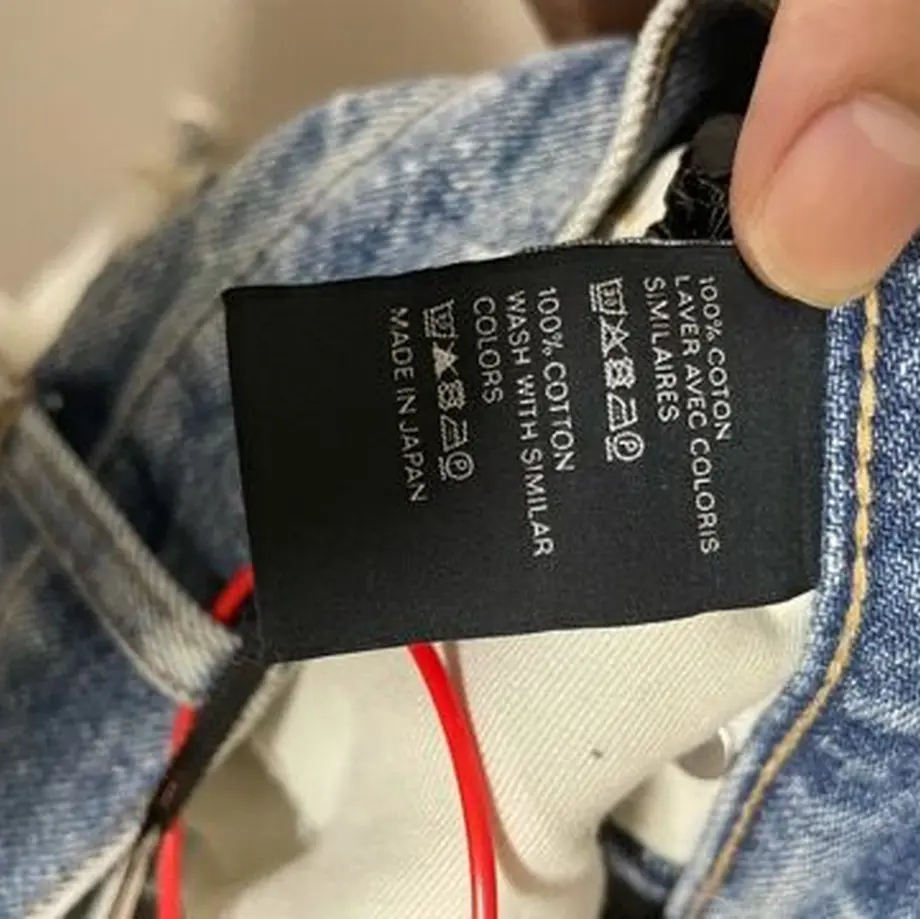 100% COTON
LAVER AVEC COLORIS
SIMILAIRES
100% COTTON
WASH WITH SIMILAR
COLORS
MADE IN JAPAN